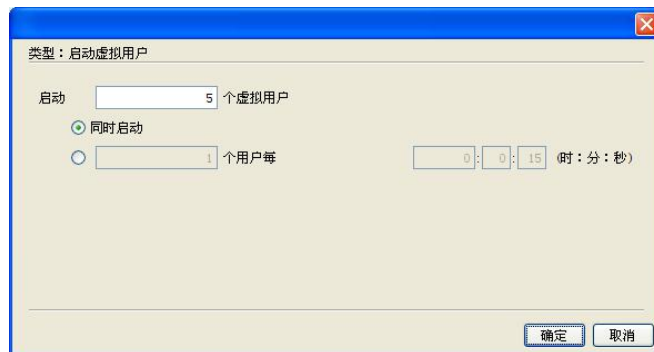 类型：启动虚拟用户
启动 5 个虚拟用户
同时启动
1 个用户每 0 : 0 : 15 (时：分：秒)
确定 取消